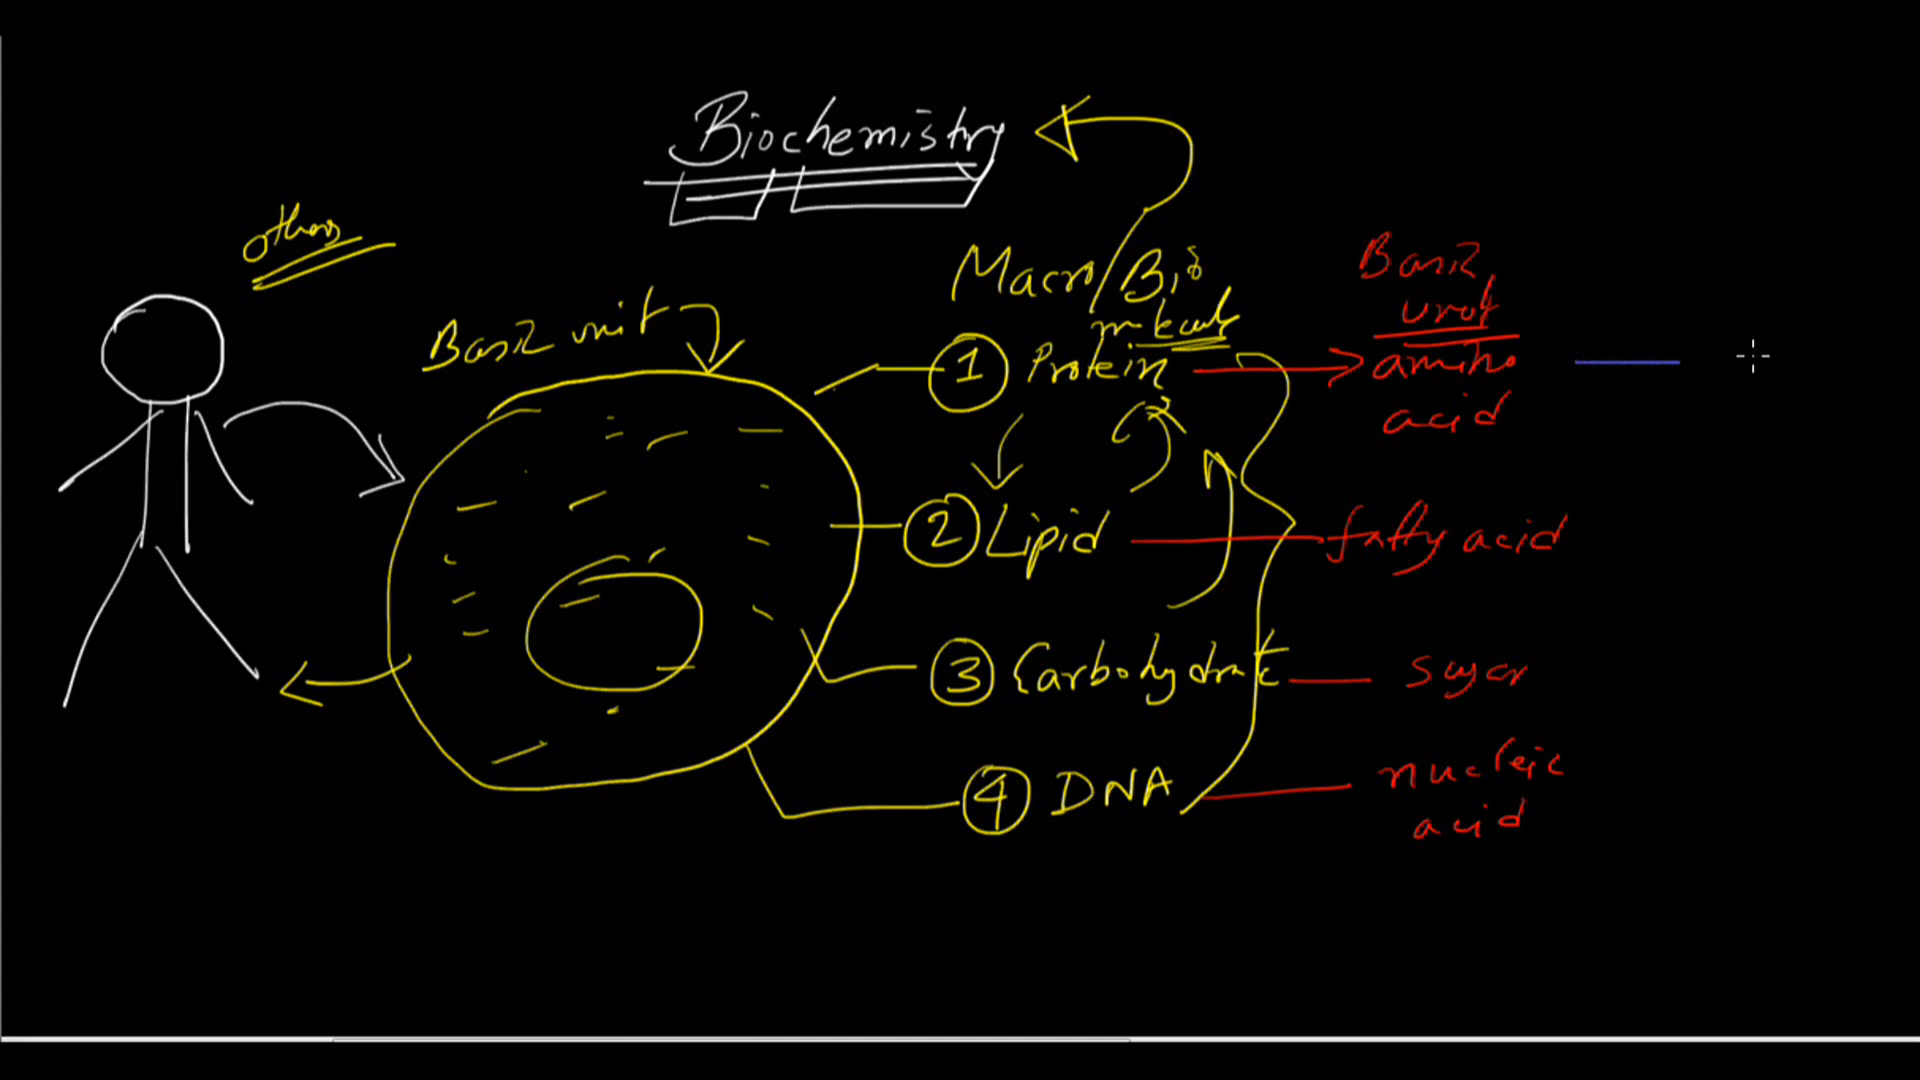 Biochemistry
others
Macro/Bio
molecule
Basic unit
Basic
unit
1 Protein
amino
acid
2 Lipid
fatty acid
3 Carbohydrate
sugar
4 DNA
nucleic
acid